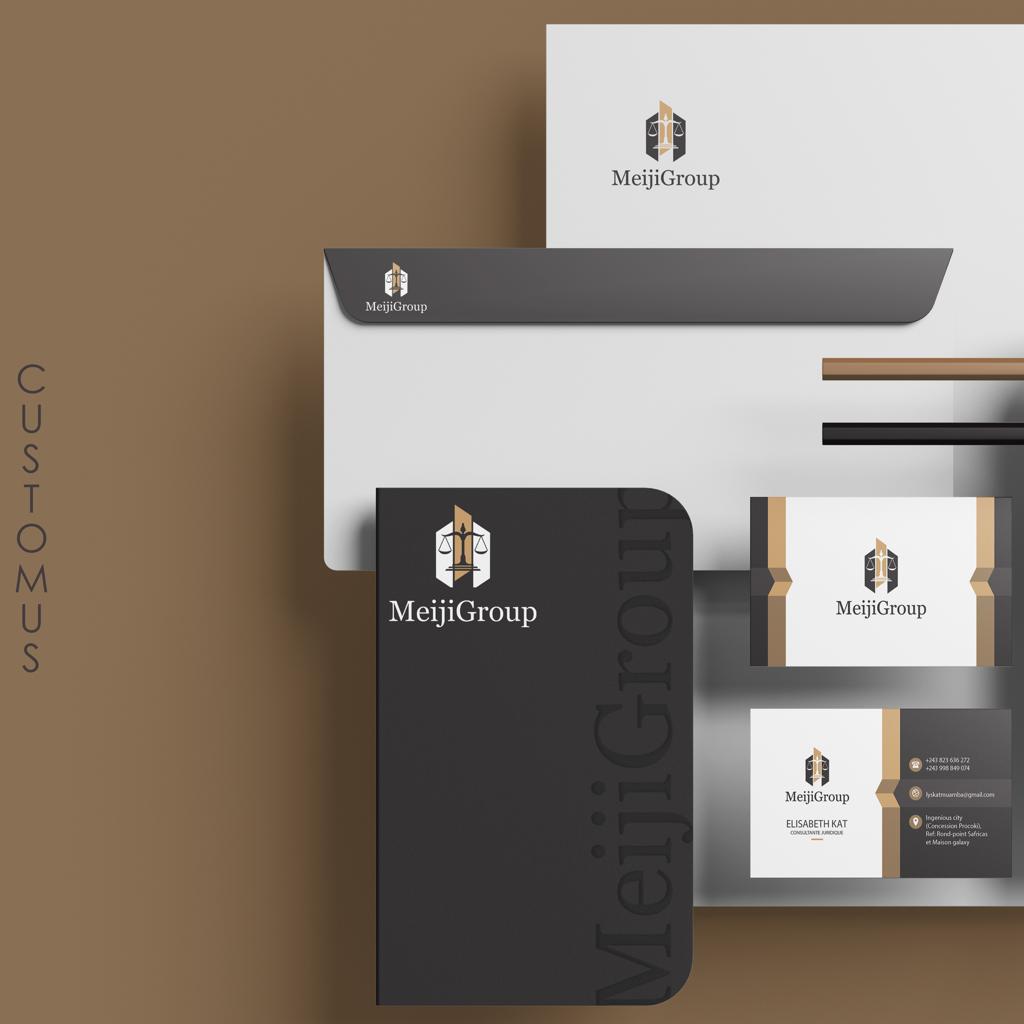 CUSTOMUS
MeijiGroup
MeijiGroup
MeijiGroup
MeijiGroup
MeijiGroup
MeijiGroup
ELISABETH KAT
CONSULTANTE JURIDIQUE
+243 823 636 272
+243 998 849 074
lyskatmuamba@gmail.com
Ingenious city
(Concession Procoki),
Ref: Rond-point Safricas
et Maison galaxy